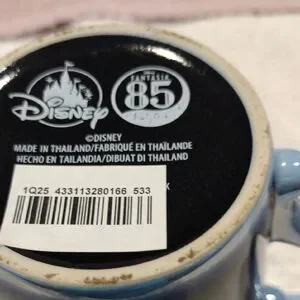 Disney
FANTASIA
85
©DISNEY
MADE IN THAILAND/FABRIQUÉ EN THAÏLANDE
HECHO EN TAILANDIA/DIBUAT DI THAILAND
1Q25 433113280166 533